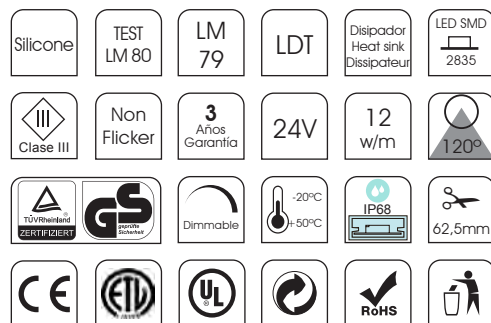 Silicone
TEST
LM 80
LM
79
LDT
Disipador
Heat sink
Dissipateur
LED SMD
2835
III
Clase III
Non
Flicker
3
Años
Garantía
24V
12
w/m
120º
TÜVRheinland
ZERTIFIZIERT
GS
geprüfte
Sicherheit
Dimmable
-20ºC
+50ºC
IP68
62,5mm
CE
ETL
UL
RoHS